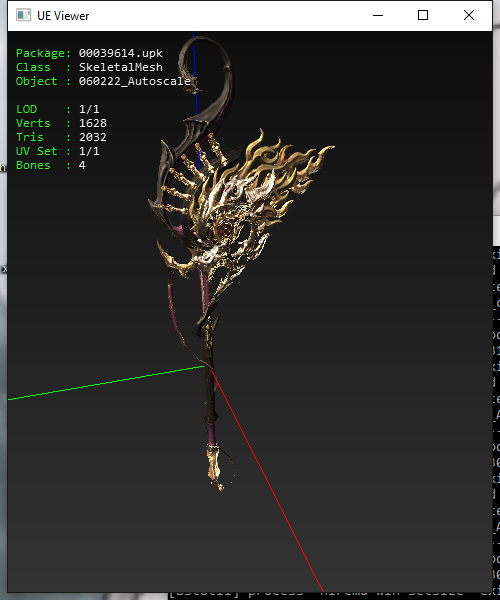 UE Viewer
Package: 00039614.upk
Class  : SkeletalMesh
Object : 060222_Autoscale
LOD    : 1/1
Verts  : 1628
Tris   : 2032
UV Set : 1/1
Bones  : 4